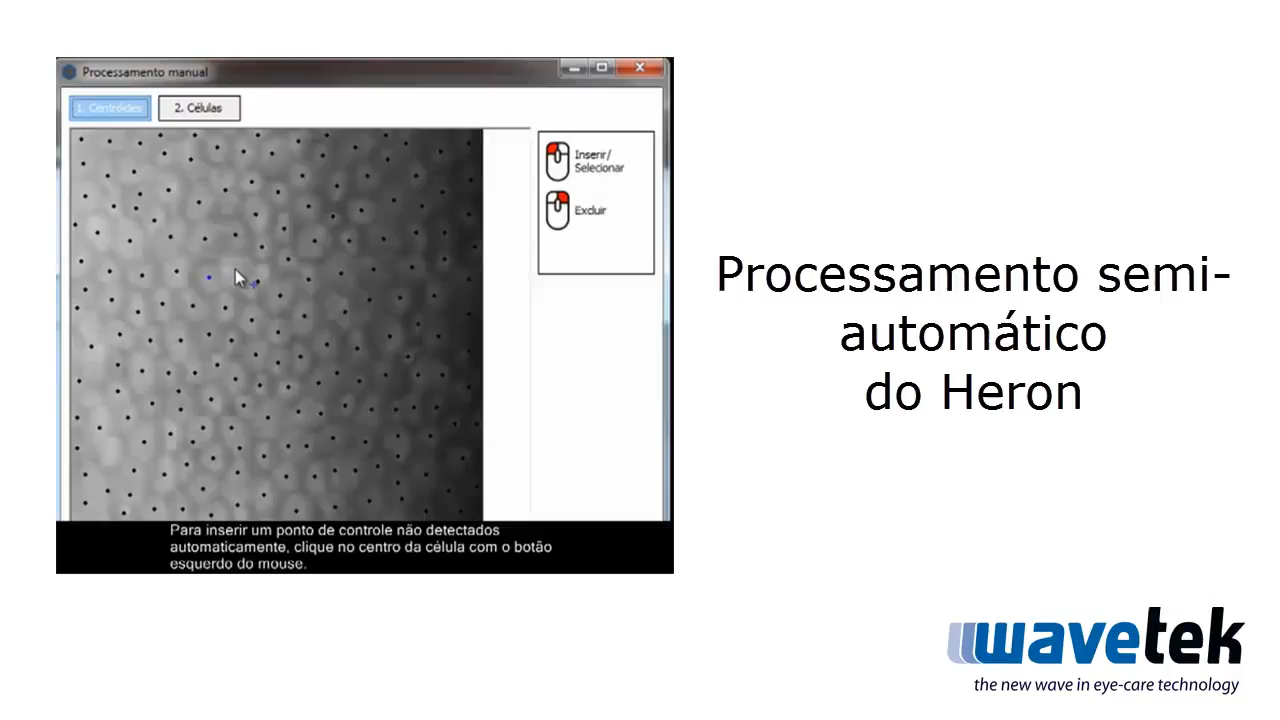 Processamento manual
1. Centróides
2. Células
Inserir/
Selecionar
Excluir
Para inserir um ponto de controle não detectados
automaticamente, clique no centro da célula com o botão
esquerdo do mouse.
Processamento semi-
automático
do Heron
wavetek
the new wave in eye-care technology